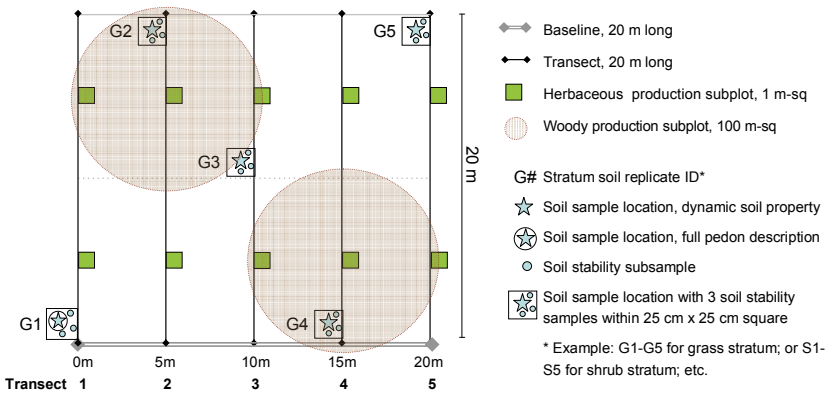 G2
G5
G3
20 m
G1
G4
0m 5m 10m 15m 20m
Transect 1 2 3 4 5
Baseline, 20 m long
Transect, 20 m long
Herbaceous production subplot, 1 m-sq
Woody production subplot, 100 m-sq
G# Stratum soil replicate ID*
Soil sample location, dynamic soil property
Soil sample location, full pedon description
Soil stability subsample
Soil sample location with 3 soil stability
samples within 25 cm x 25 cm square
* Example: G1-G5 for grass stratum; or S1-
S5 for shrub stratum; etc.